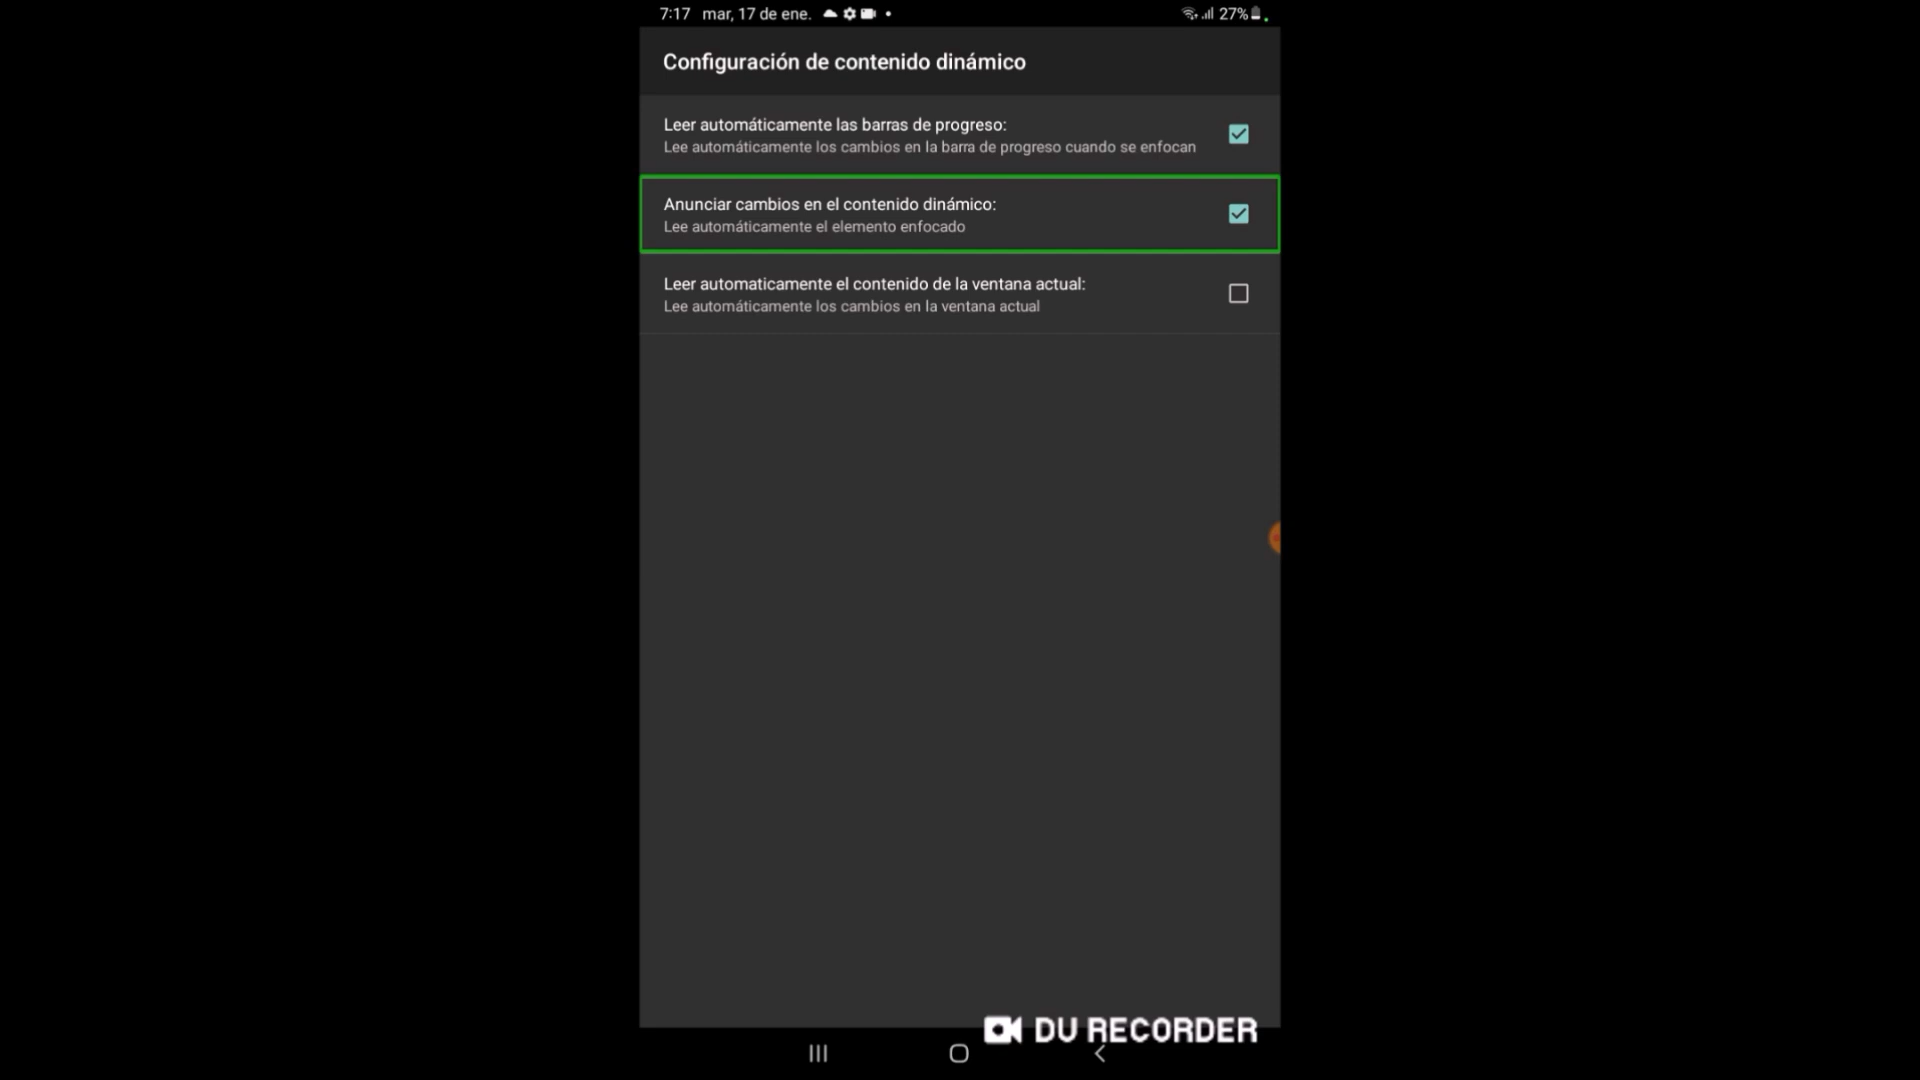 7:17 mar, 17 de ene. 27%
Configuración de contenido dinámico
Leer automáticamente las barras de progreso:
Lee automáticamente los cambios en la barra de progreso cuando se enfocan
Anunciar cambios en el contenido dinámico:
Lee automáticamente el elemento enfocado
Leer automaticamente el contenido de la ventana actual:
Lee automáticamente los cambios en la ventana actual
DU RECORDER